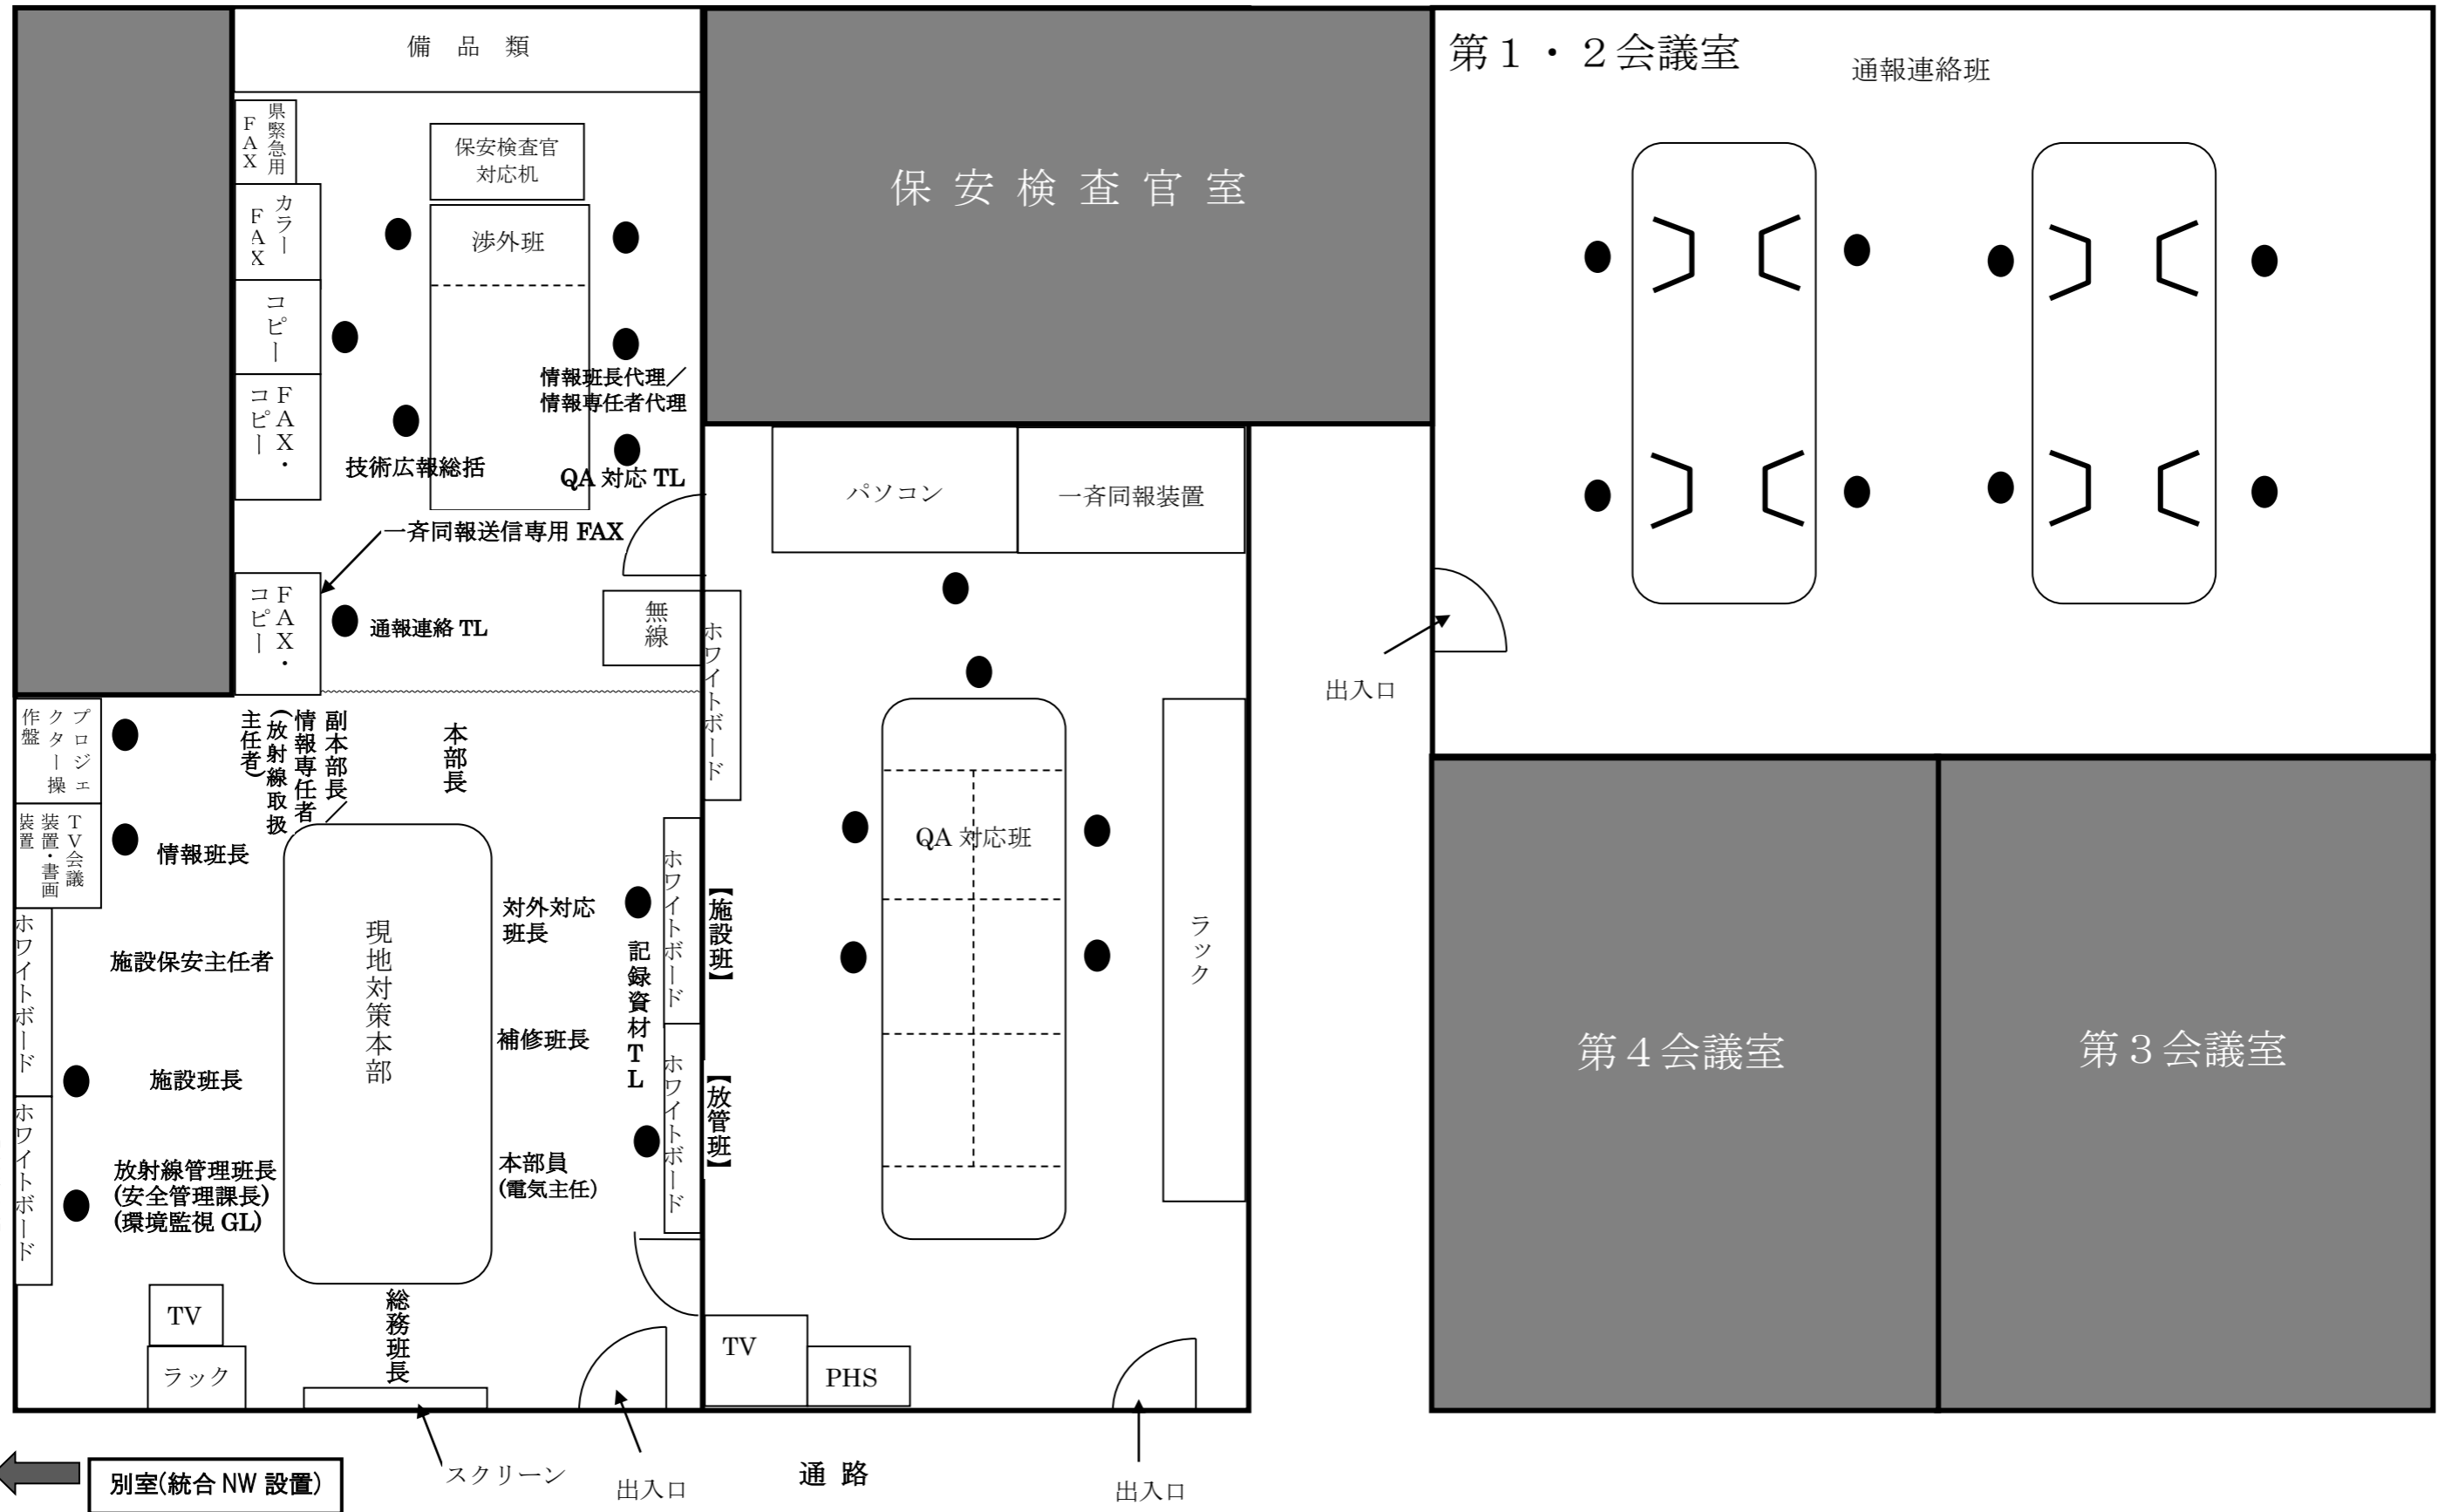 備 品 類
県緊急用
FAX
保安検査官
対応机
カラー
FAX
渉外班
コピー
FAX・
コピー
情報班長代理／
情報専任者代理
技術広報総括
QA 対応 TL
一斉同報送信専用 FAX
FAX・
コピー
通報連絡 TL
無線
ホワイトボード
保 安 検 査 官 室
パソコン
一斉同報装置
第１・２会議室
通報連絡班
出入口
プロジェ
クター操
作盤
副本部長／
情報専任者
(放射線取扱
主任者)
本部長
TV会議
装置・書画
装置
情報班長
ホワイトボード
施設保安主任者
現地対策本部
対外対応
班長
記録資材TL
ホワイトボード
【施設班】
QA 対応班
ラック
施設班長
補修班長
ホワイトボード
ホワイトボード
【放管班】
放射線管理班長
(安全管理課長)
(環境監視 GL)
本部員
(電気主任)
第４会議室
第３会議室
TV
ラック
総務班長
TV
PHS
別室(統合 NW 設置)
スクリーン
出入口
通 路
出入口